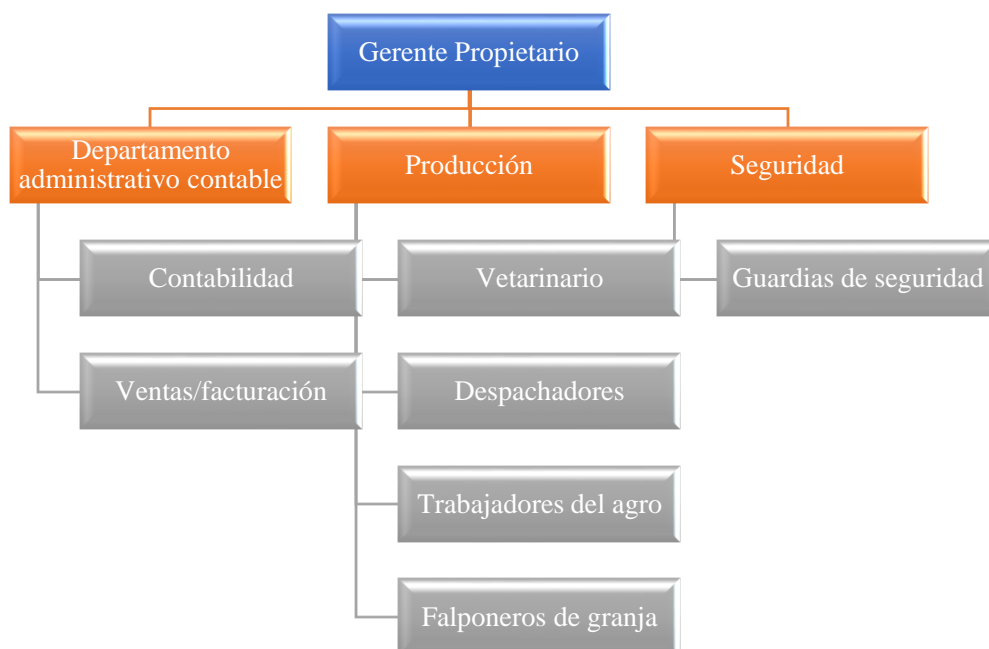 Gerente Propietario
Departamento
administrativo contable
Producción
Seguridad
Contabilidad
Vetarinario
Guardias de seguridad
Ventas/facturación
Despachadores
Trabajadores del agro
Falponeros de granja